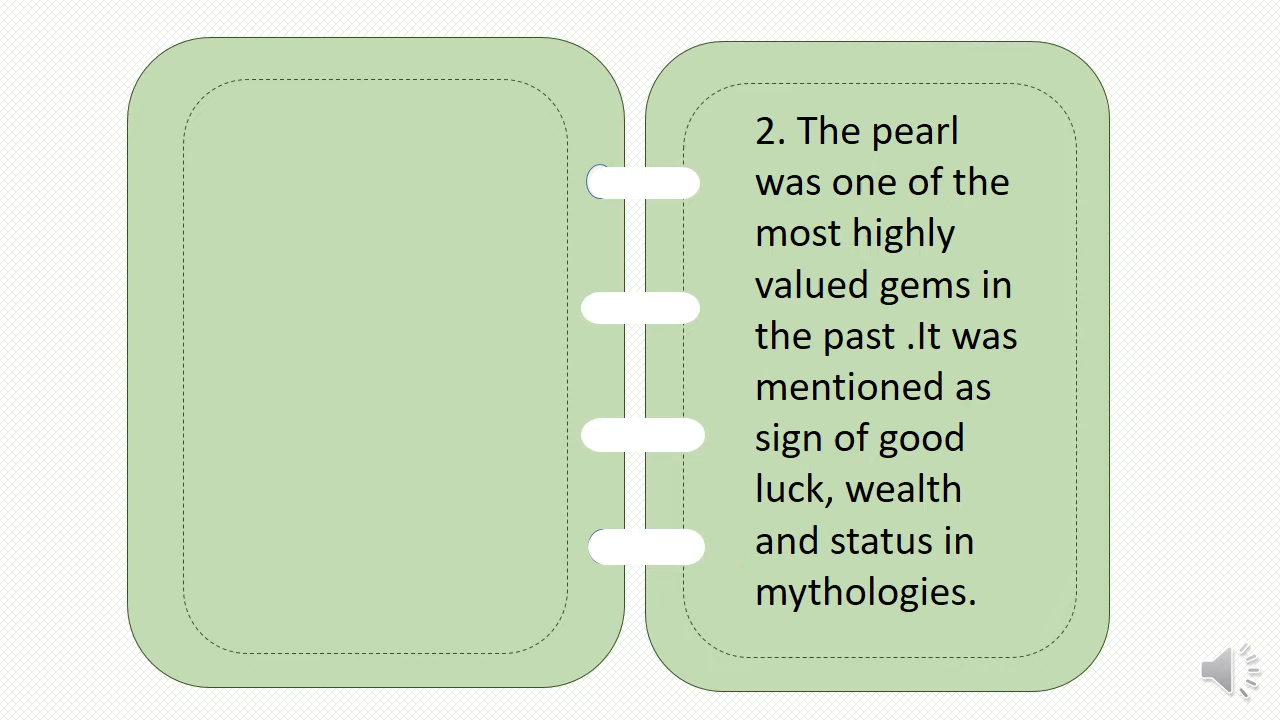 2. The pearl
was one of the
most highly
valued gems in
the past .It was
mentioned as
sign of good
luck, wealth
and status in
mythologies.